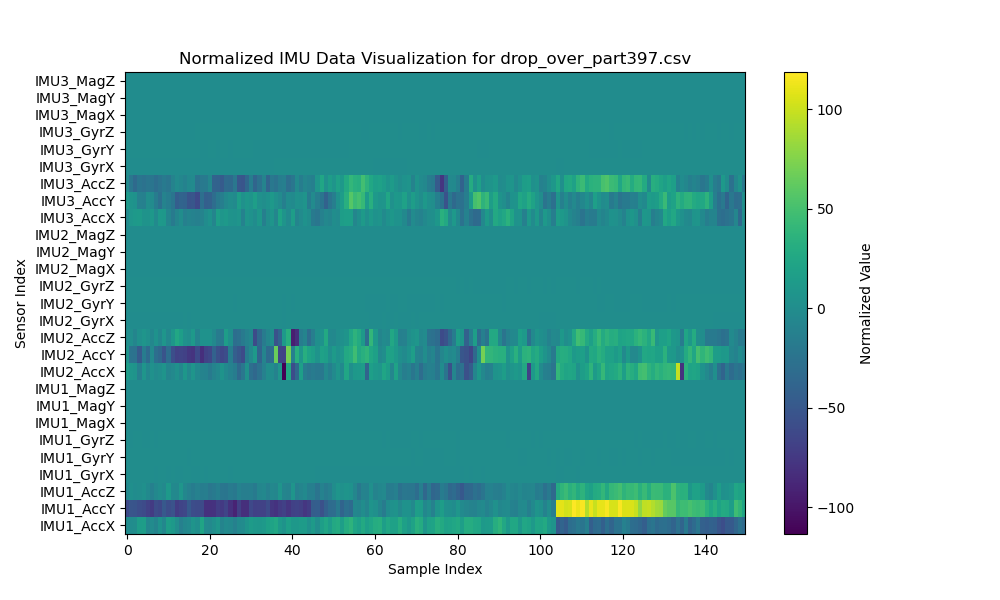 Normalized IMU Data Visualization for drop_over_part397.csv
IMU3_MagZ
IMU3_MagY
IMU3_MagX
IMU3_GyrZ
IMU3_GyrY
IMU3_GyrX
IMU3_AccZ
IMU3_AccY
IMU3_AccX
IMU2_MagZ
IMU2_MagY
IMU2_MagX
IMU2_GyrZ
IMU2_GyrY
IMU2_GyrX
IMU2_AccZ
IMU2_AccY
IMU2_AccX
IMU1_MagZ
IMU1_MagY
IMU1_MagX
IMU1_GyrZ
IMU1_GyrY
IMU1_GyrX
IMU1_AccZ
IMU1_AccY
IMU1_AccX
Sensor Index
0 20 40 60 80 100 120 140
Sample Index
100
50
0
−50
−100
Normalized Value